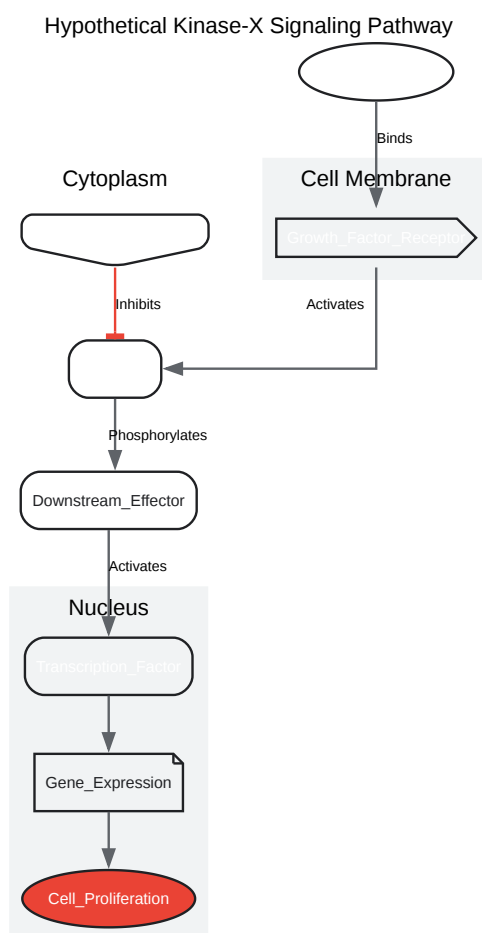 Hypothetical Kinase-X Signaling Pathway
Binds
Cytoplasm
Cell Membrane
Growth_Factor_Receptor
Inhibits
Activates
Phosphorylates
Downstream_Effector
Activates
Nucleus
Transcription_Factor
Gene_Expression
Cell_Proliferation